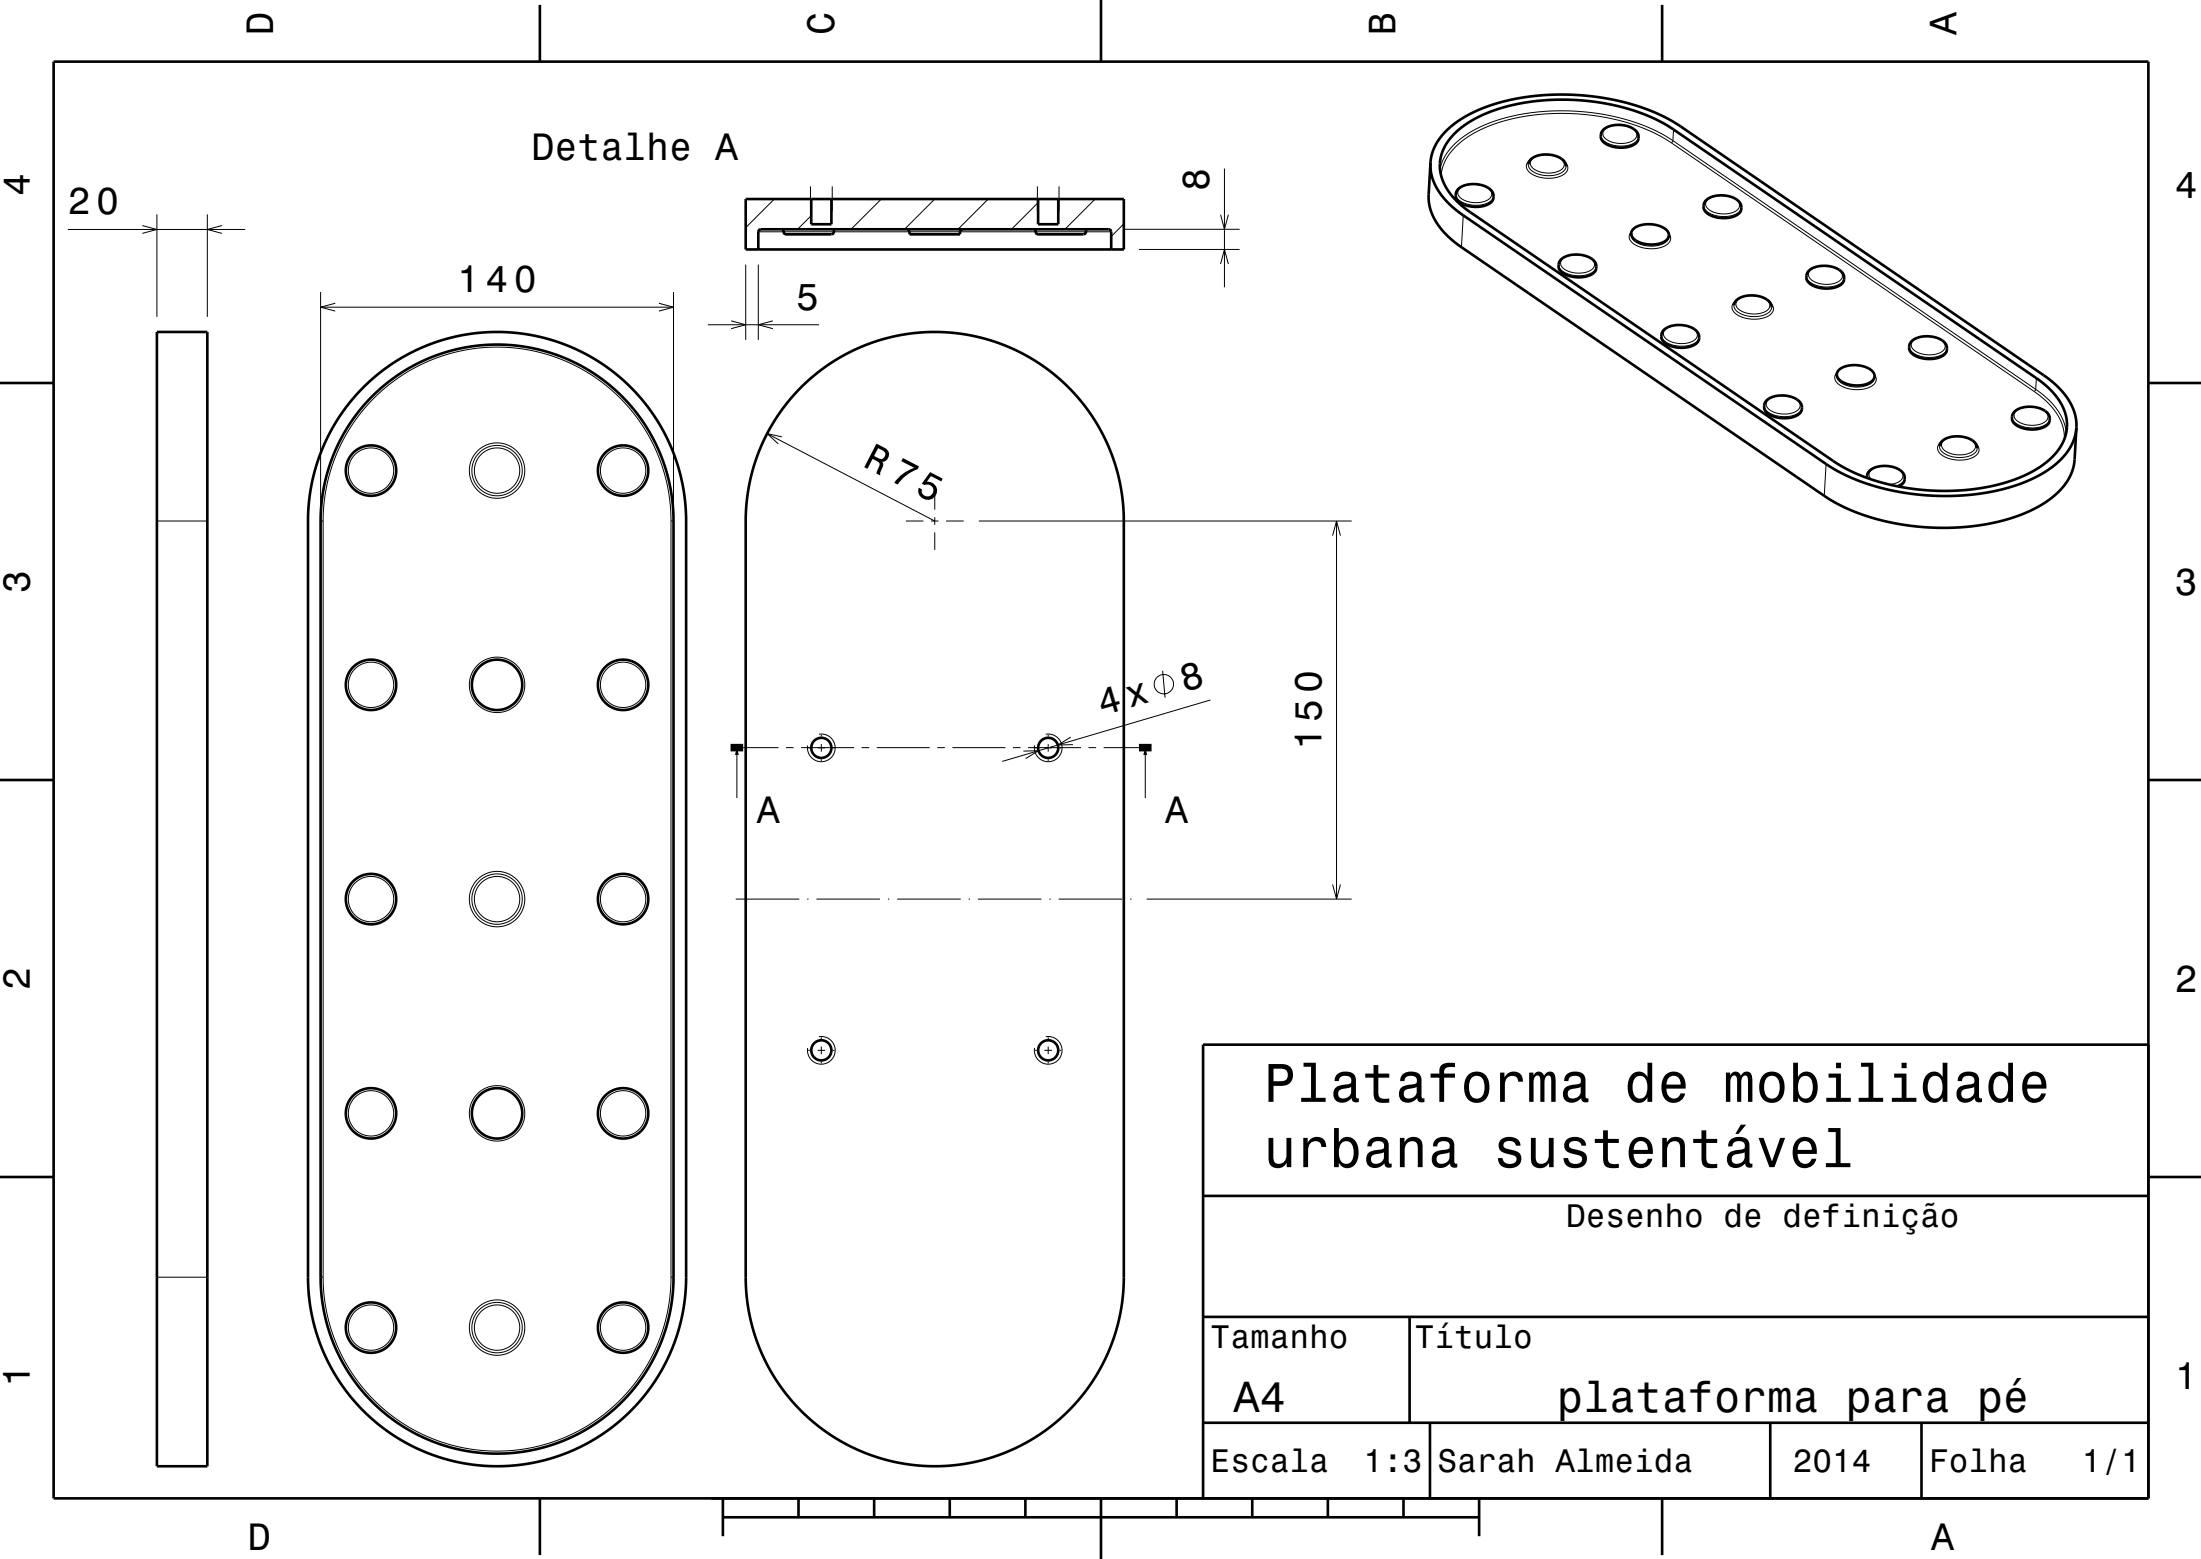 D C B A
4
3
2
1
4
3
2
1
Detalhe A
20
140
8
5
R75
4x⌀8
150
A A
Plataforma de mobilidade
urbana sustentável
Desenho de definição
Tamanho Título
A4 plataforma para pé
Escala 1:3 Sarah Almeida 2014 Folha 1/1
D A